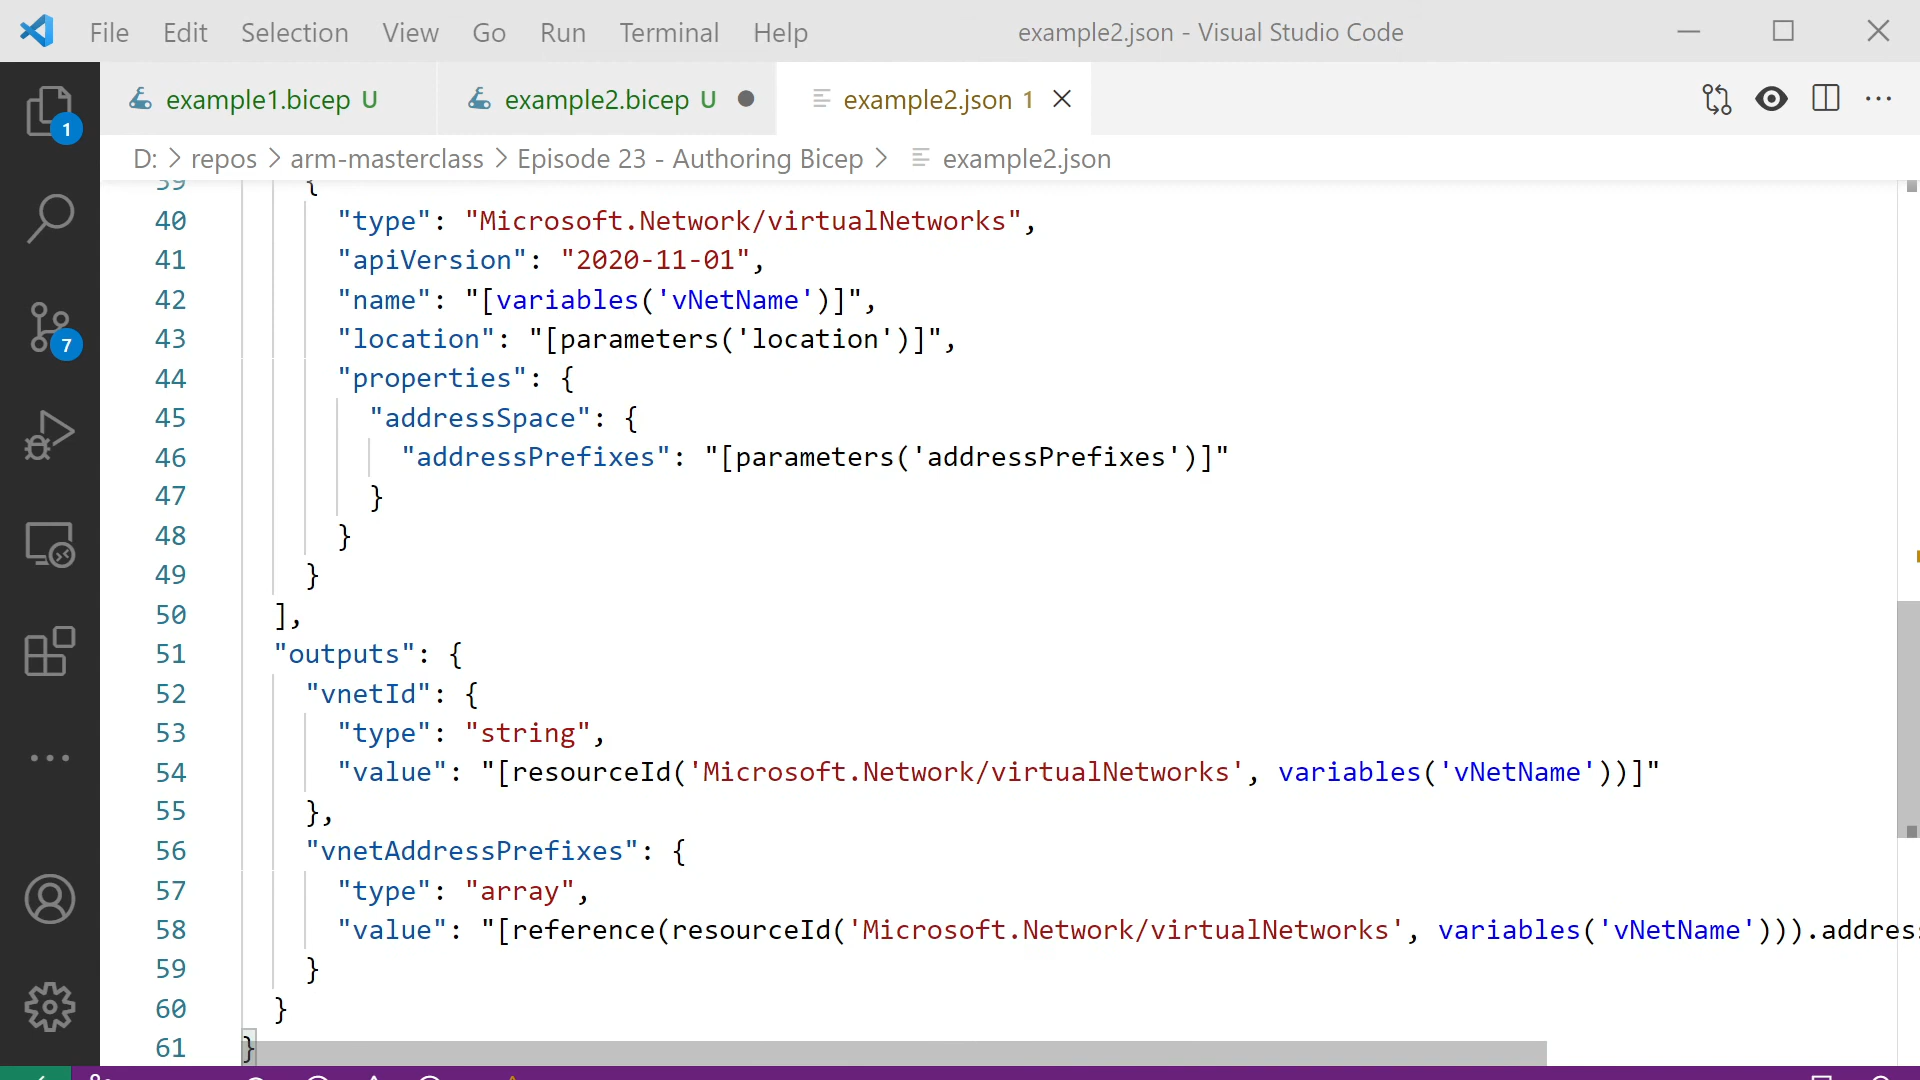 File Edit Selection View Go Run Terminal Help example2.json - Visual Studio Code
example1.bicep U example2.bicep U example2.json 1
D: > repos > arm-masterclass > Episode 23 - Authoring Bicep > example2.json
1
7
39 {
40 "type": "Microsoft.Network/virtualNetworks",
41 "apiVersion": "2020-11-01",
42 "name": "[variables('vNetName')]",
43 "location": "[parameters('location')]",
44 "properties": {
45 "addressSpace": {
46 "addressPrefixes": "[parameters('addressPrefixes')]"
47 }
48 }
49 }
50 ],
51 "outputs": {
52 "vnetId": {
53 "type": "string",
54 "value": "[resourceId('Microsoft.Network/virtualNetworks', variables('vNetName'))]"
55 },
56 "vnetAddressPrefixes": {
57 "type": "array",
58 "value": "[reference(resourceId('Microsoft.Network/virtualNetworks', variables('vNetName'))).addres
59 }
60 }
61 }